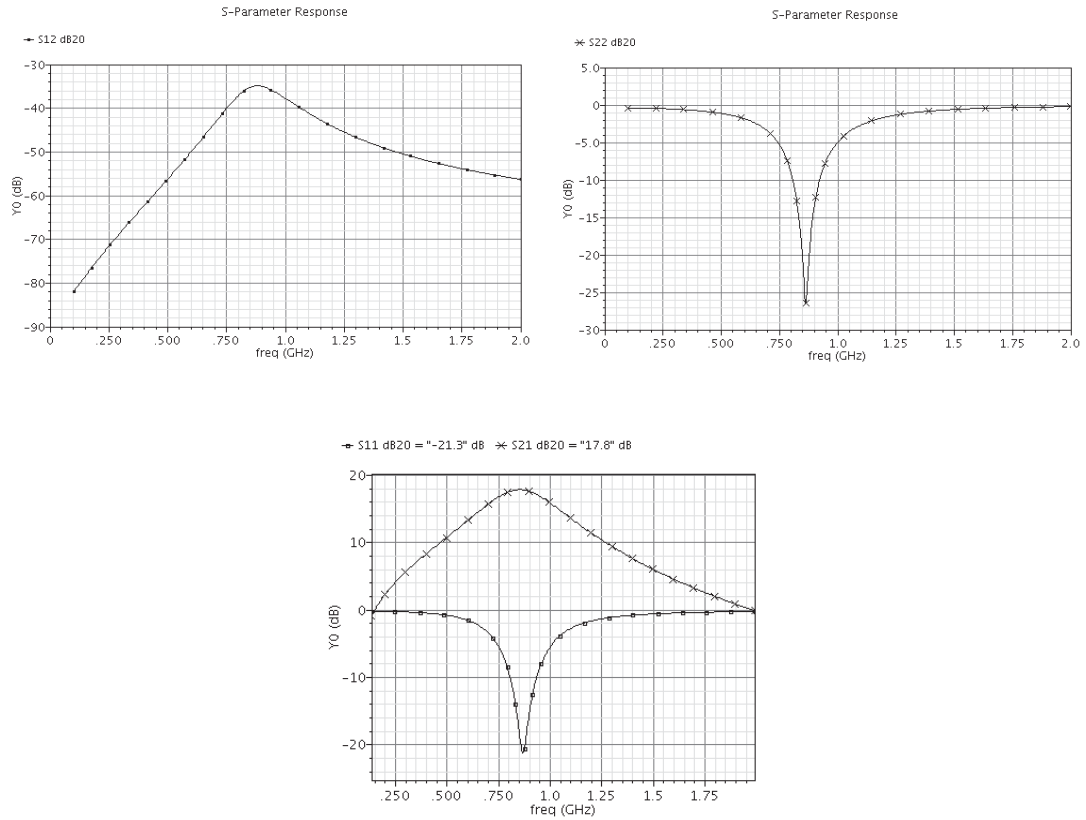 S-Parameter Response
S12 dB20
-30
-40
-50
-60
-70
-80
-90
Y0 (dB)
0 .250 .500 .750 1.0 1.25 1.5 1.75 2.0
freq (GHz)
S-Parameter Response
S22 dB20
5.0
0
-5.0
-10
-15
-20
-25
-30
Y0 (dB)
0 .250 .500 .750 1.0 1.25 1.5 1.75 2.0
freq (GHz)
S11 dB20 = "-21.3" dB S21 dB20 = "17.8" dB
20
10
0
-10
-20
Y0 (dB)
.250 .500 .750 1.0 1.25 1.5 1.75
freq (GHz)